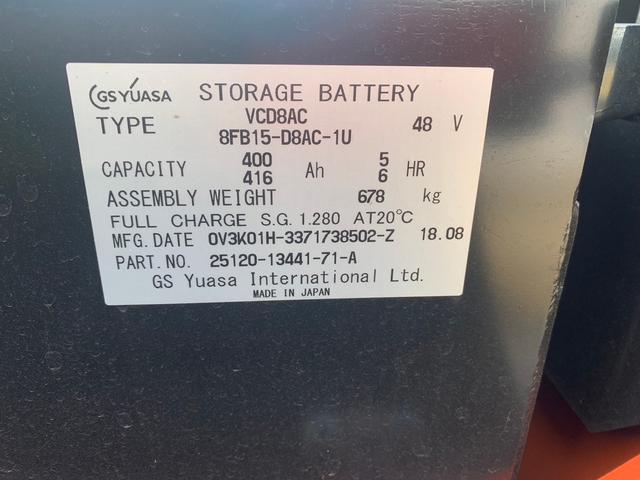 GS YUASA STORAGE BATTERY
TYPE VCD8AC 48 V
8FB15-D8AC-1U
CAPACITY 400 Ah 5 HR
416 6
ASSEMBLY WEIGHT 678 kg
FULL CHARGE S.G. 1.280 AT20℃
MFG.DATE 0V3K01H-3371738502-Z 18.08
PART.NO. 25120-13441-71-A
GS Yuasa International Ltd.
MADE IN JAPAN